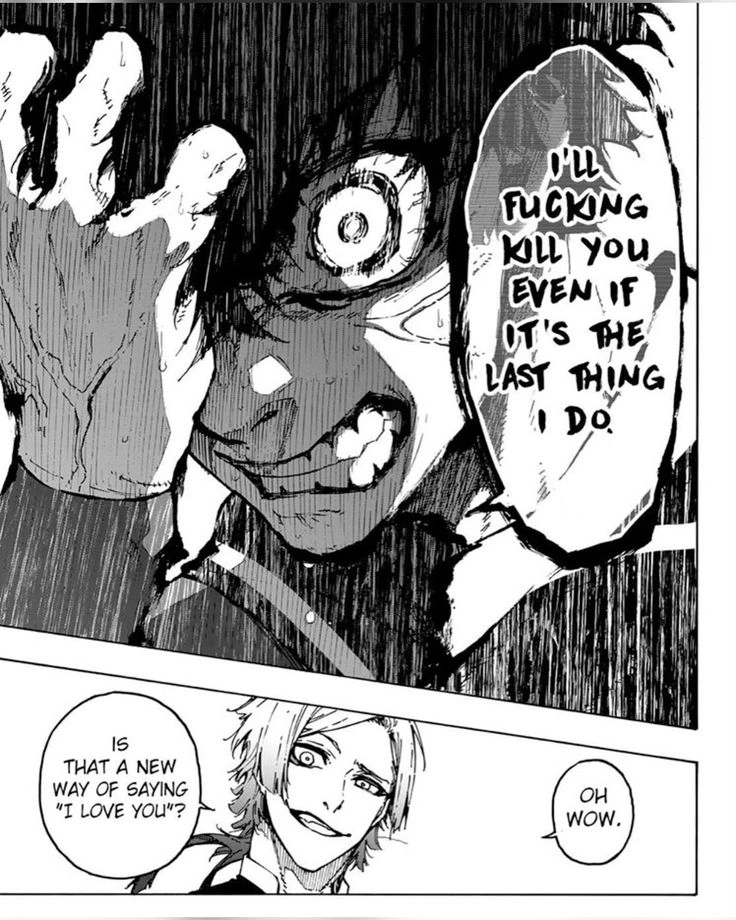 I'LL
FUCKING
KILL YOU
EVEN IF
IT'S THE
LAST THING
I DO.
OH
WOW.
IS
THAT A NEW
WAY OF SAYING
"I LOVE YOU"?